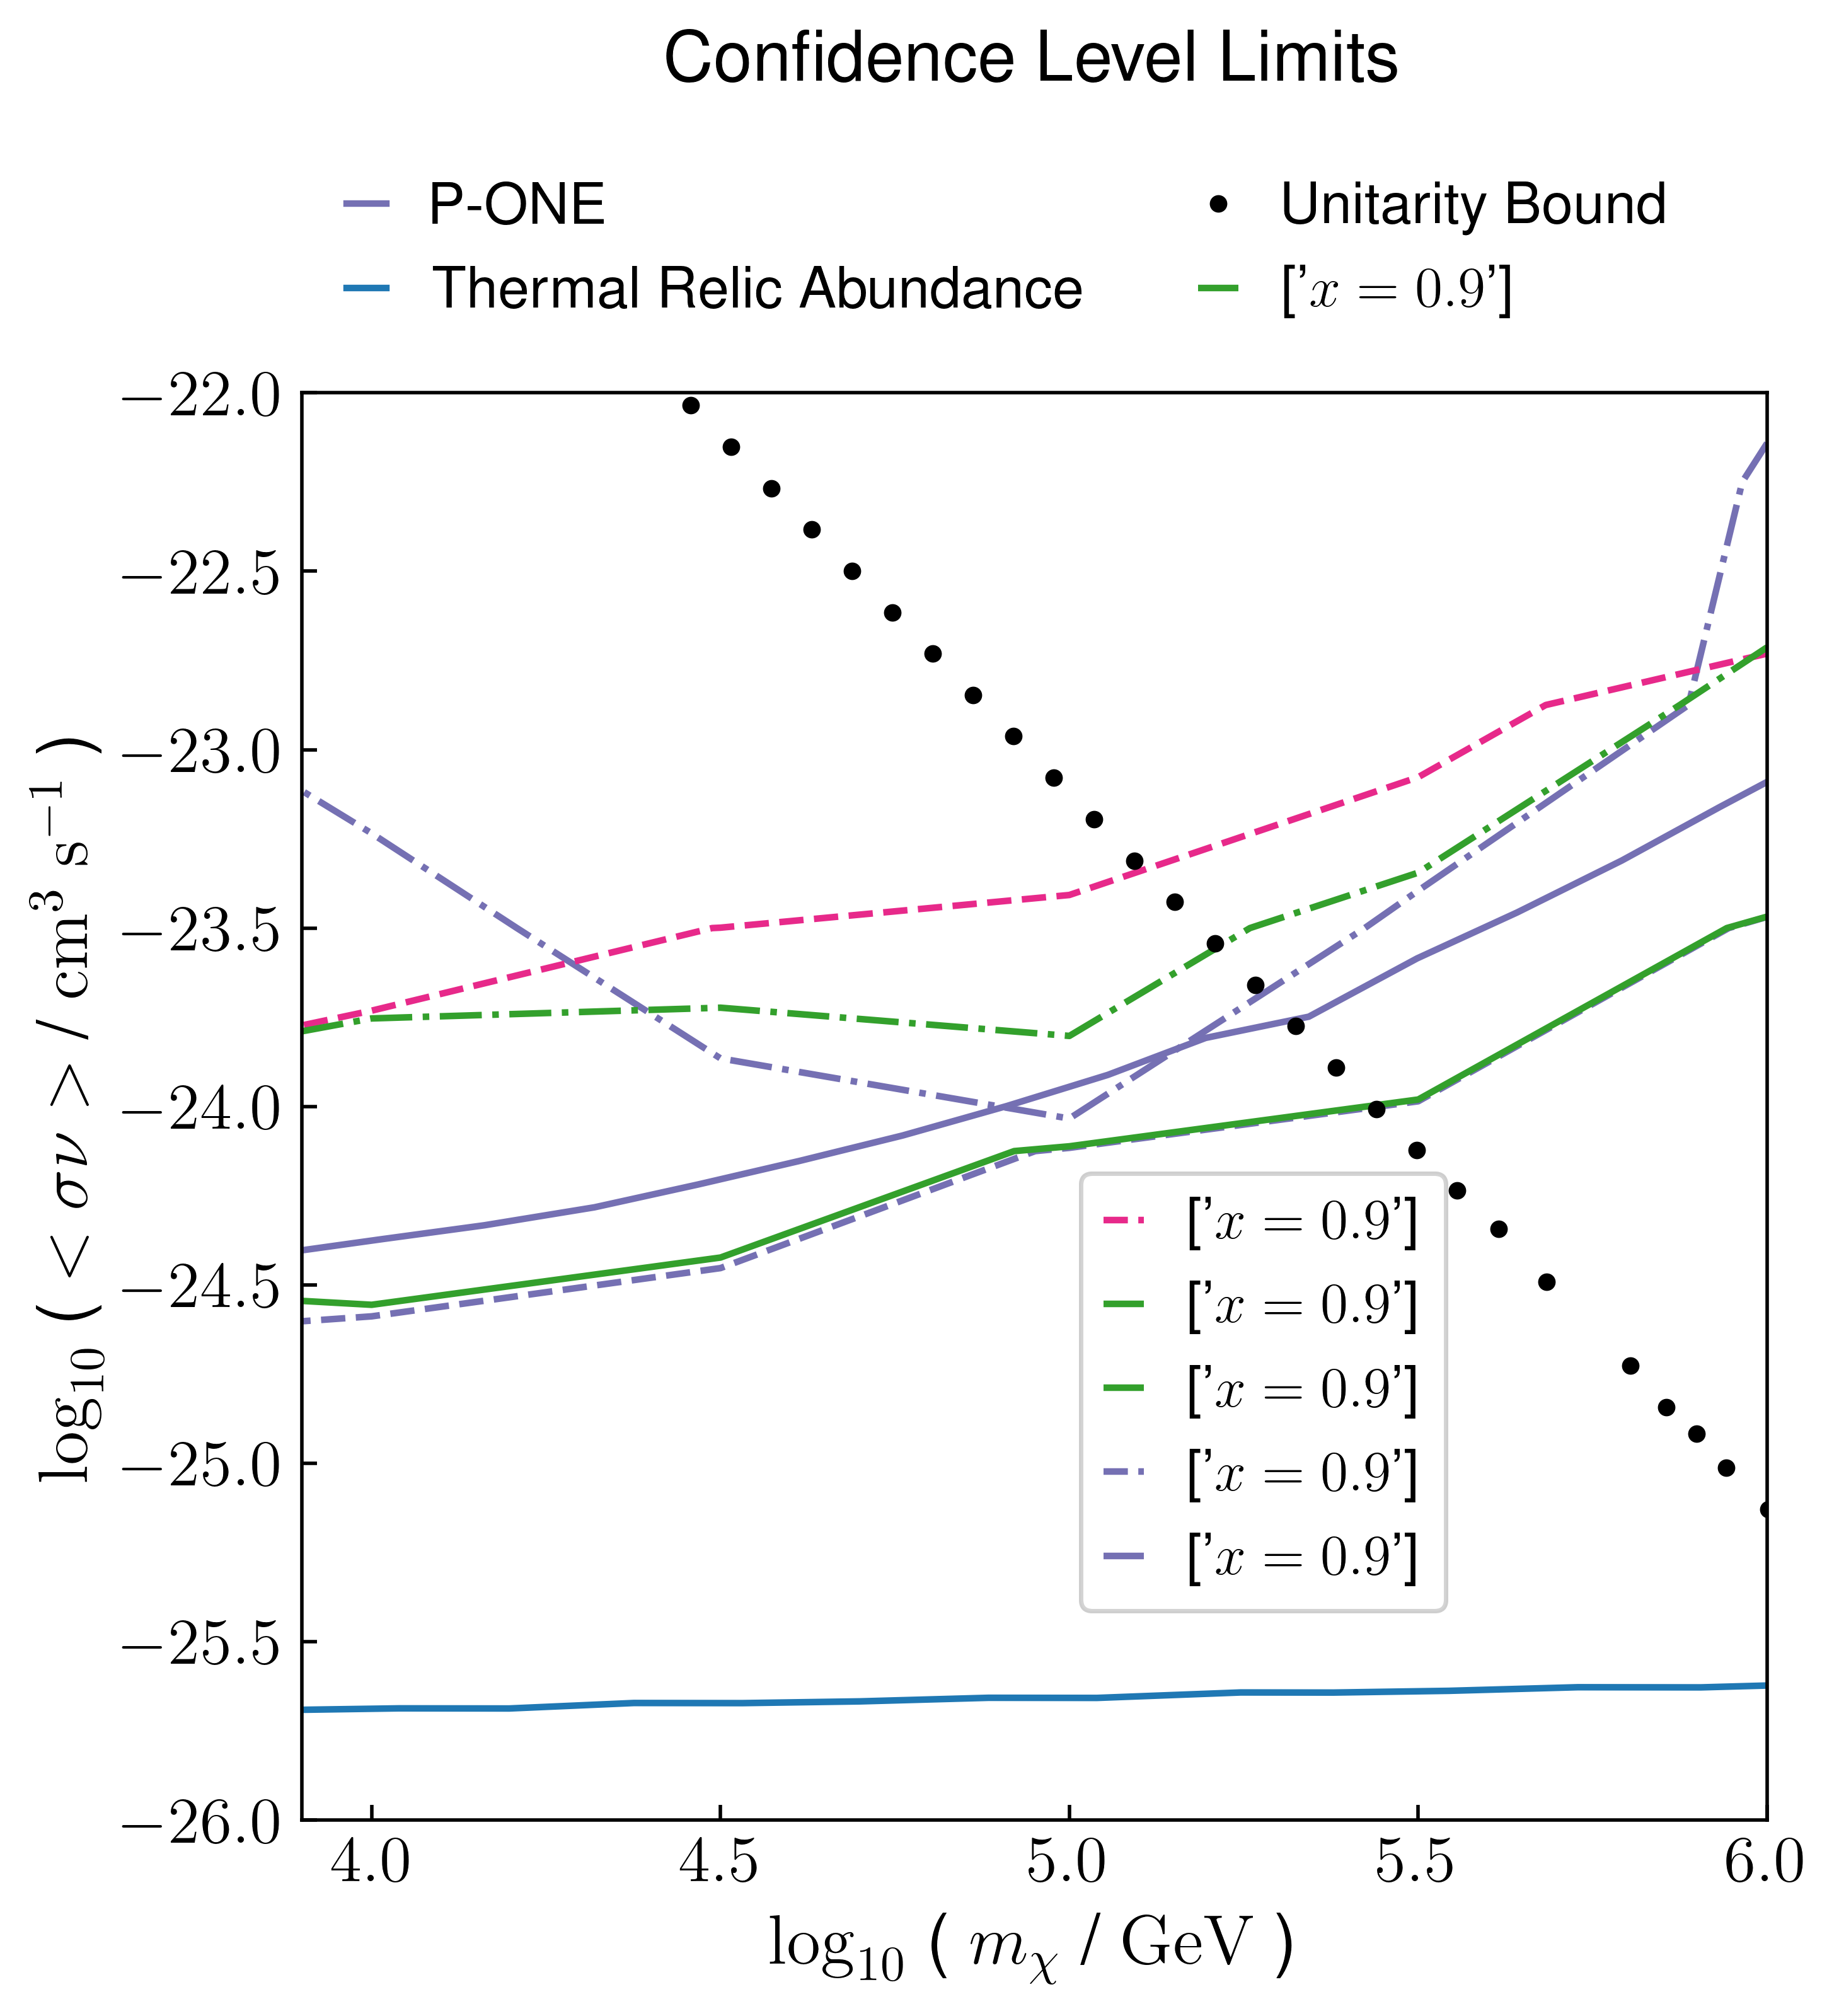 Confidence Level Limits
P-ONE
Thermal Relic Abundance
Unitarity Bound
['x = 0.9']
−22.0
−22.5
−23.0
−23.5
−24.0
−24.5
−25.0
−25.5
−26.0
log₁₀ ( < σν > / cm³ s⁻¹ )
['x = 0.9']
['x = 0.9']
['x = 0.9']
['x = 0.9']
['x = 0.9']
4.0 4.5 5.0 5.5 6.0
log₁₀ ( mᵪ / GeV )